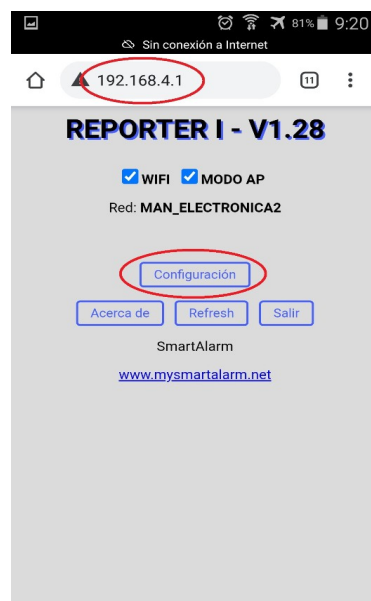 81% 9:20
Sin conexión a Internet
192.168.4.1 11
REPORTER I - V1.28
WIFI MODO AP
Red: MAN_ELECTRONICA2
Configuración
Acerca de Refresh Salir
SmartAlarm
www.mysmartalarm.net